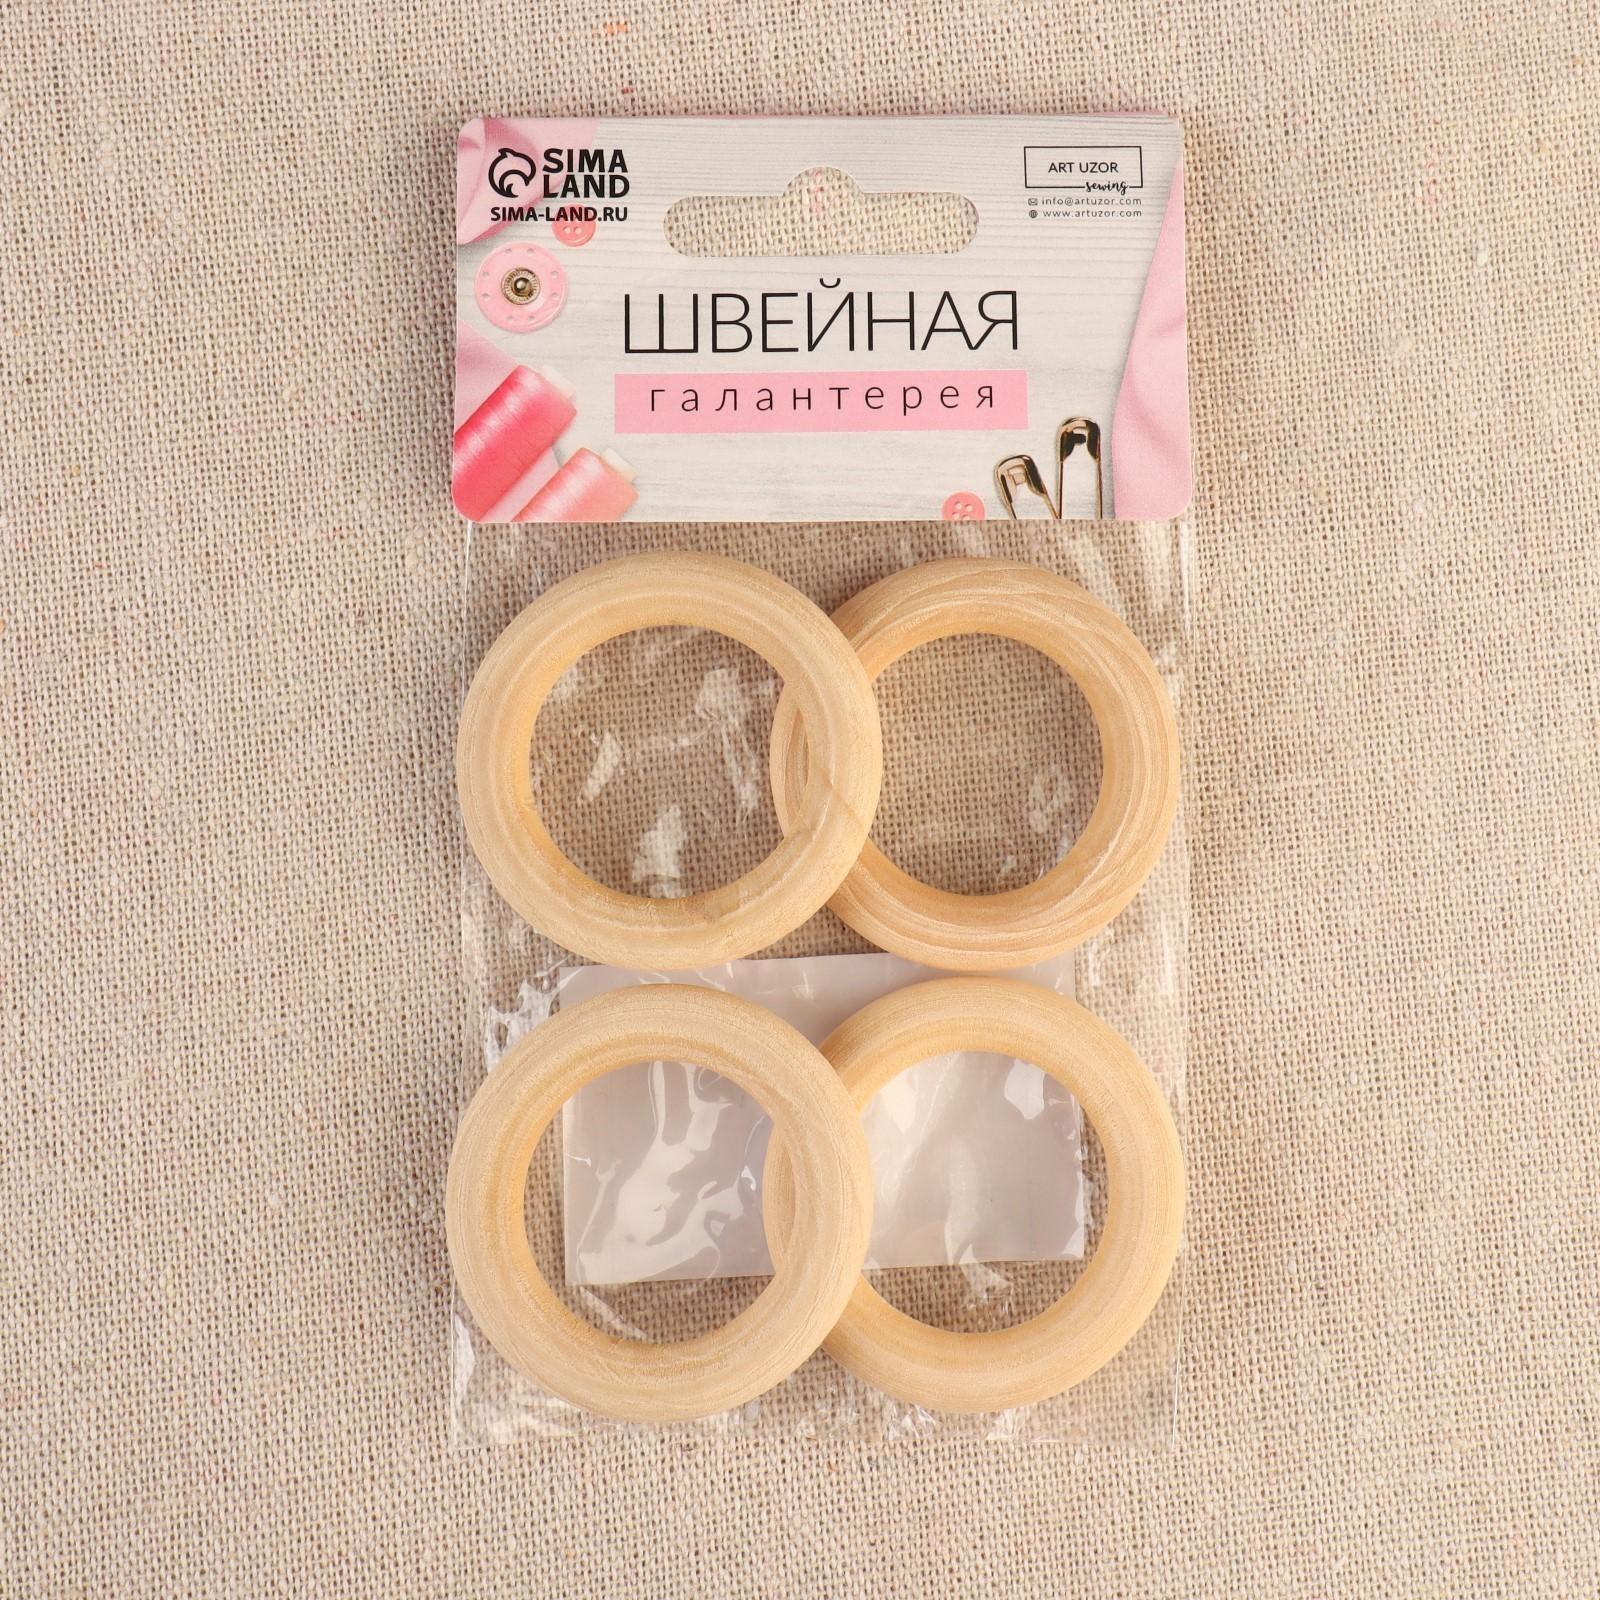 SIMA
LAND
SIMA-LAND.RU
ART UZOR
sewing
info@artuzor.com
www.artuzor.com
ШВЕЙНАЯ
галантерея